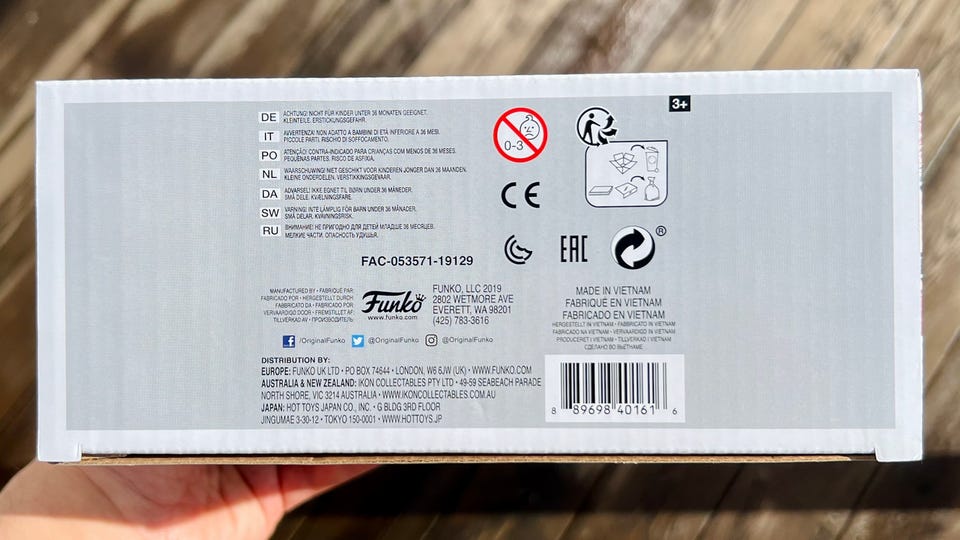 3+
DE ACHTUNG! NICHT FÜR KINDER UNTER 36 MONATEN GEEIGNET.
KLEINTEILE. ERSTICKUNGSGEFAHR.
IT AVVERTENZA! NON ADATTO A BAMBINI DI ETÀ INFERIORE A 36 MESI.
PICCOLE PARTI. RISCHIO DI SOFFOCAMENTO.
PO ATENÇÃO! CONTRA-INDICADO PARA CRIANÇAS COM MENOS DE 36 MESES.
PEQUENAS PARTES. RISCO DE ASFIXIA.
NL WAARSCHUWING! NIET GESCHIKT VOOR KINDEREN JONGER DAN 36 MAANDEN.
KLEINE ONDERDELEN. VERSTIKKINGSGEVAAR.
DA ADVARSEL! IKKE EGNET TIL BØRN UNDER 36 MÅNEDER.
SMÅ DELE. KVÆLNINGSFARE.
SW VARNING! INTE LÄMPLIG FÖR BARN UNDER 36 MÅNADER.
SMÅ DELAR. KVÄVNINGSRISK.
RU ВНИМАНИЕ! НЕ ПРИГОДНО ДЛЯ ДЕТЕЙ МЛАДШЕ 36 МЕСЯЦЕВ.
МЕЛКИЕ ЧАСТИ. ОПАСНОСТЬ УДУШЬЯ.
0-3
CE
EAC
®
FAC-053571-19129
MANUFACTURED BY • FABRIQUÉ PAR
FABRICADO POR • HERGESTELLT DURCH
FABBRICATO DA • FABRICADO POR
VERVAARDIGD DOOR • FREMSTILLET AF
TILLVERKAD AV • ПРОИЗВОДИТЕЛЬ
Funko
www.funko.com
FUNKO, LLC 2019
2802 WETMORE AVE
EVERETT, WA 98201
(425) 783-3616
/OriginalFunko @OriginalFunko @OriginalFunko
MADE IN VIETNAM
FABRIQUÉ EN VIETNAM
FABRICADO EN VIETNAM
HERGESTELLT IN VIETNAM • FABBRICATO IN VIETNAM
FABRICADO NA VIETNAM • VERVAARDIGD IN VIETNAM
PRODUCERET I VIETNAM • TILLVERKAD I VIETNAM
СДЕЛАНО ВО ВЬЕТНАМЕ
DISTRIBUTION BY:
EUROPE: FUNKO UK LTD • PO BOX 74644 • LONDON, W6 6JW (UK) • WWW.FUNKO.COM
AUSTRALIA & NEW ZEALAND: IKON COLLECTABLES PTY LTD • 49-59 SEABEACH PARADE
NORTH SHORE, VIC 3214 AUSTRALIA • WWW.IKONCOLLECTABLES.COM.AU
JAPAN: HOT TOYS JAPAN CO., INC. • G BLDG 3RD FLOOR
JINGUMAE 3-30-12 • TOKYO 150-0001 • WWW.HOTTOYS.JP
8 89698 40161 6